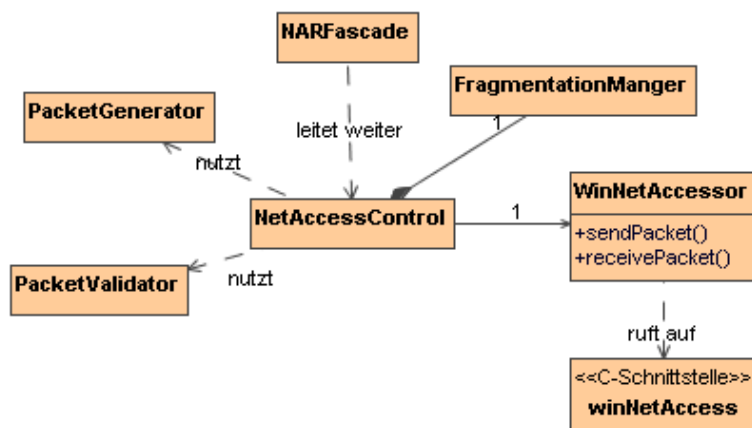 NARFascade
FragmentationManger
1
PacketGenerator
leitet weiter
nutzt
WinNetAccessor
+sendPacket()
+receivePacket()
NetAccessControl
1
PacketValidator
nutzt
ruft auf
<<C-Schnittstelle>>
winNetAccess